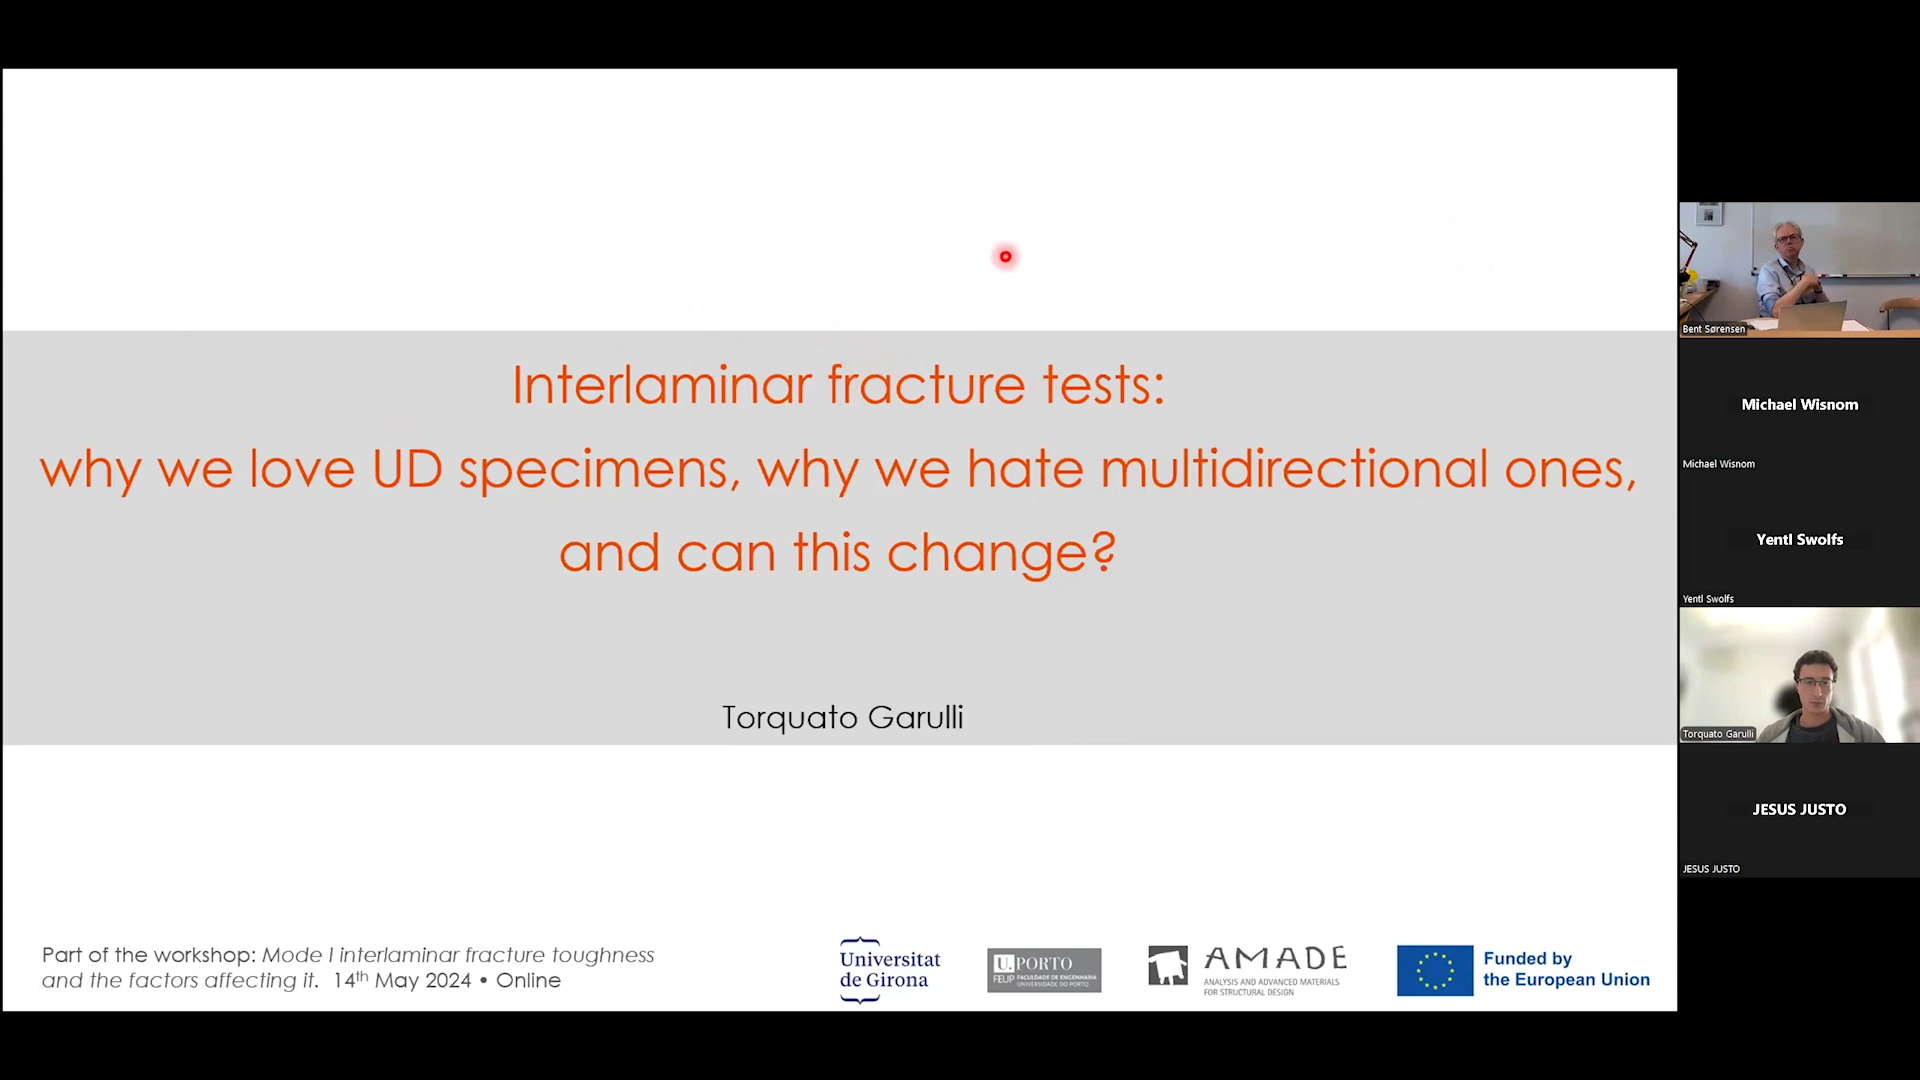 Interlaminar fracture tests:
why we love UD specimens, why we hate multidirectional ones,
and can this change?
Torquato Garulli
Part of the workshop: Mode I interlaminar fracture toughness
and the factors affecting it. 14th May 2024 • Online
Universitat
de Girona
U.PORTO
FEUP FACULDADE DE ENGENHARIA
UNIVERSIDADE DO PORTO
AMADE
ANALYSIS AND ADVANCED MATERIALS
FOR STRUCTURAL DESIGN
Funded by
the European Union
Bent Sørensen
Michael Wisnom
Michael Wisnom
Yentl Swolfs
Yentl Swolfs
Torquato Garulli
JESUS JUSTO
JESUS JUSTO